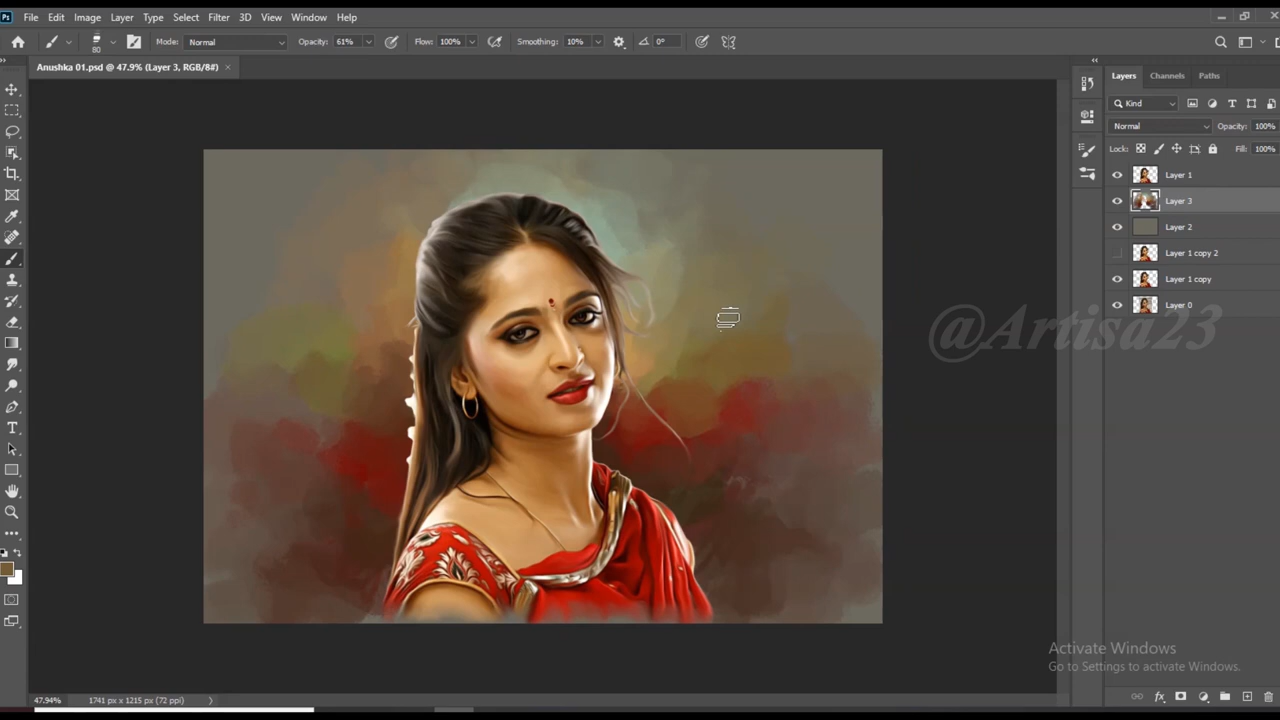 Ps File Edit Image Layer Type Select Filter 3D View Window Help
80 Mode: Normal Opacity: 61% Flow: 100% Smoothing: 10% 0°
Anushka 01.psd @ 47.9% (Layer 3, RGB/8#) ×
Layers Channels Paths
Kind
Normal Opacity: 100%
Lock: Fill: 100%
Layer 1
Layer 3
Layer 2
Layer 1 copy 2
Layer 1 copy
Layer 0
@Artisa23
Activate Windows
Go to Settings to activate Windows.
47.94% 1741 px x 1215 px (72 ppi)